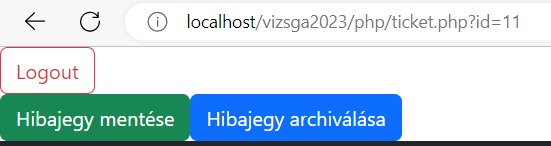 localhost/vizsga2023/php/ticket.php?id=11
Logout
Hibajegy mentése Hibajegy archiválása